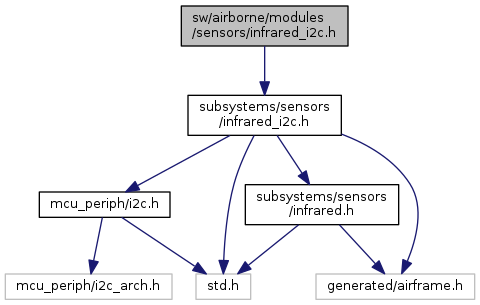 sw/airborne/modules
/sensors/infrared_i2c.h
subsystems/sensors
/infrared_i2c.h
mcu_periph/i2c.h
subsystems/sensors
/infrared.h
mcu_periph/i2c_arch.h
std.h
generated/airframe.h